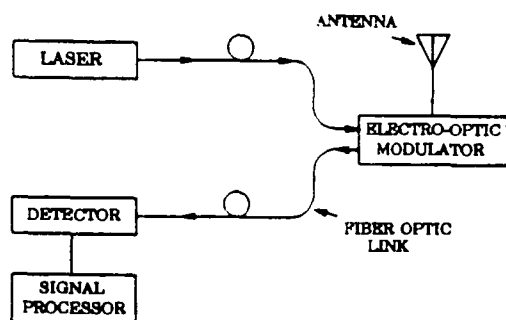 ANTENNA
LASER
ELECTRO-OPTIC
MODULATOR
DETECTOR
FIBER OPTIC
LINK
SIGNAL
PROCESSOR